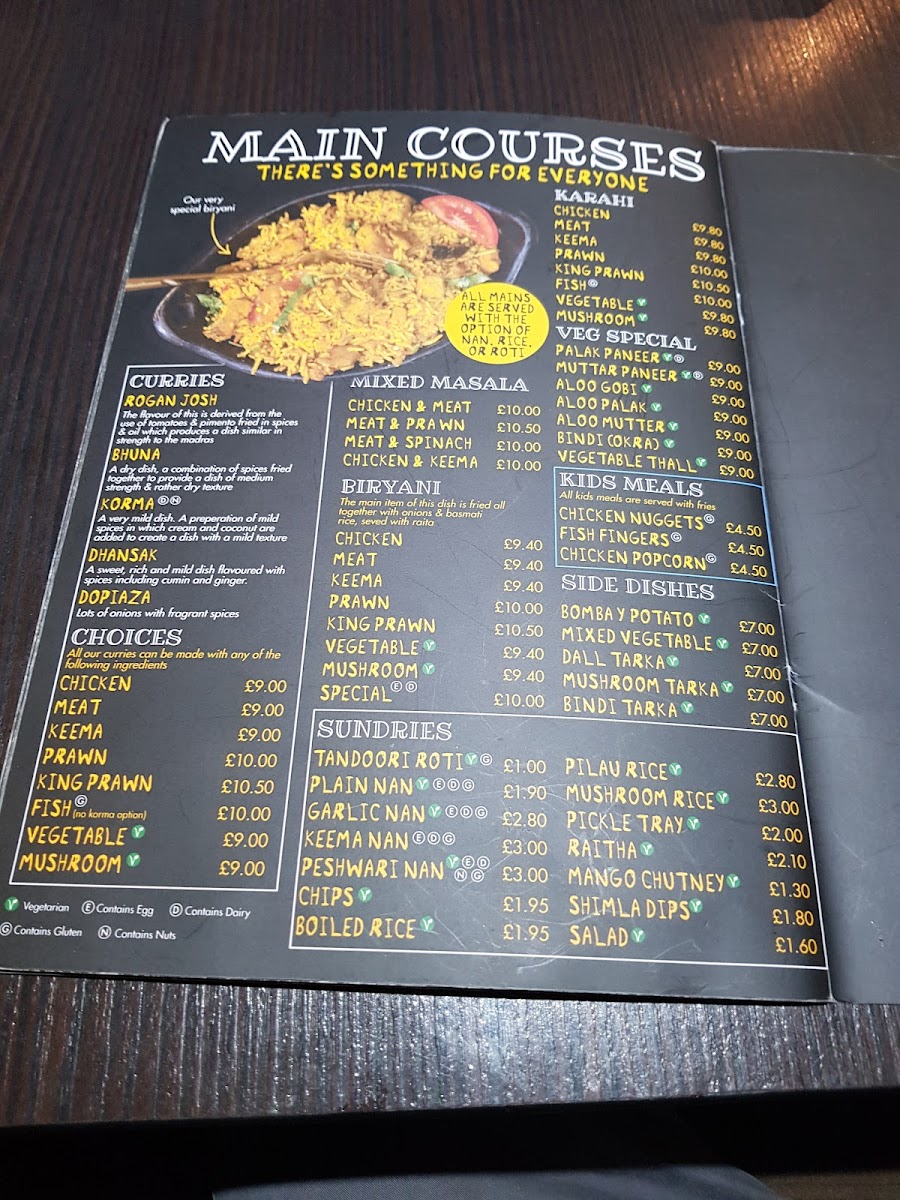 MAIN COURSES
THERE'S SOMETHING FOR EVERYONE
Our very
special biryani
ALL MAINS
ARE SERVED
WITH THE
OPTION OF
NAN, RICE,
OR ROTI
CURRIES
ROGAN JOSH
The flavour of this is derived from the
use of tomatoes & pimento fried in spices
& oil which produces a dish similar in
strength to the madras
BHUNA
A dry dish, a combination of spices fried
together to provide a dish of medium
strength & rather dry texture
KORMA D N
A very mild dish. A preperation of mild
spices in which cream and coconut are
added to create a dish with a mild texture
DHANSAK
A sweet, rich and mild dish flavoured with
spices including cumin and ginger.
DOPIAZA
Lots of onions with fragrant spices
CHOICES
All our curries can be made with any of the
following ingredients
CHICKEN £9.00
MEAT £9.00
KEEMA £9.00
PRAWN £10.00
KING PRAWN £10.50
FISH G (no korma option) £10.00
VEGETABLE V £9.00
MUSHROOM V £9.00
V Vegetarian E Contains Egg D Contains Dairy
G Contains Gluten N Contains Nuts
MIXED MASALA
CHICKEN & MEAT £10.00
MEAT & PRAWN £10.50
MEAT & SPINACH £10.00
CHICKEN & KEEMA £10.00
BIRYANI
The main item of this dish is fried all
together with onions & basmati
rice, seved with raita
CHICKEN £9.40
MEAT £9.40
KEEMA £9.40
PRAWN £10.00
KING PRAWN £10.50
VEGETABLE V £9.40
MUSHROOM V £9.40
SPECIAL E D £10.00
KARAHI
CHICKEN £9.80
MEAT £9.80
KEEMA £9.80
PRAWN £10.00
KING PRAWN £10.50
FISH G £10.00
VEGETABLE V £9.80
MUSHROOM V £9.80
VEG SPECIAL
PALAK PANEER V D £9.00
MUTTAR PANEER V D £9.00
ALOO GOBI V £9.00
ALOO PALAK V £9.00
ALOO MUTTER V £9.00
BINDI (OKRA) V £9.00
VEGETABLE THALL V £9.00
KIDS MEALS
All kids meals are served with fries
CHICKEN NUGGETS G £4.50
FISH FINGERS G £4.50
CHICKEN POPCORN G £4.50
SIDE DISHES
BOMBAY POTATO V £7.00
MIXED VEGETABLE V £7.00
DALL TARKA V £7.00
MUSHROOM TARKA V £7.00
BINDI TARKA V £7.00
SUNDRIES
TANDOORI ROTI V G £1.00
PLAIN NAN V E D G £1.90
GARLIC NAN V E D G £2.80
KEEMA NAN E D G £3.00
PESHWARI NAN V E D N G £3.00
CHIPS V £1.95
BOILED RICE V £1.95
PILAU RICE V £2.80
MUSHROOM RICE V £3.00
PICKLE TRAY V £2.00
RAITHA V £2.10
MANGO CHUTNEY V £1.30
SHIMLA DIPS V £1.80
SALAD V £1.60